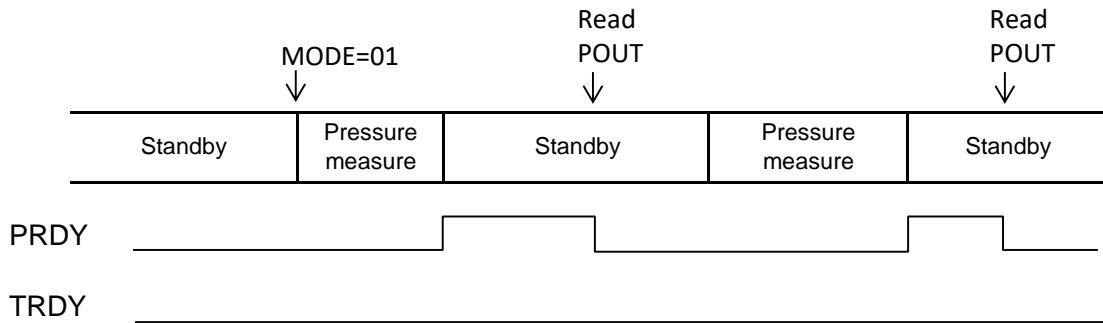 Read
POUT
Read
POUT
MODE=01
Standby
Pressure
measure
Standby
Pressure
measure
Standby
PRDY
TRDY